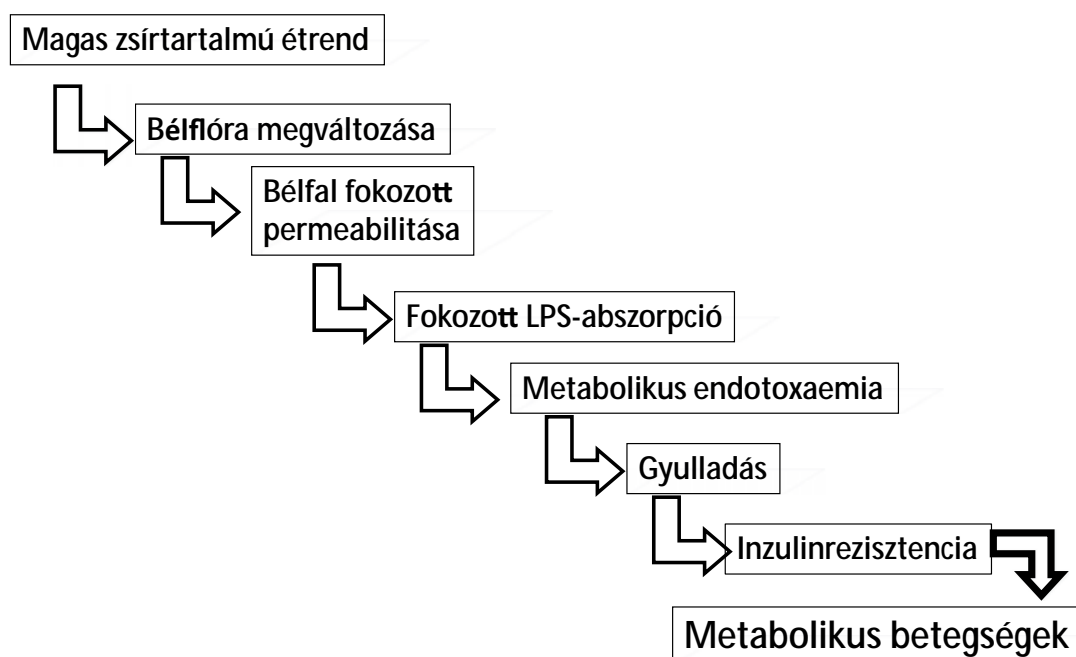 Magas zsírtartalmú étrend
Bélflóra megváltozása
Bélfal fokozott
permeabilitása
Fokozott LPS-abszorpció
Metabolikus endotoxaemia
Gyulladás
Inzulinrezisztencia
Metabolikus betegségek